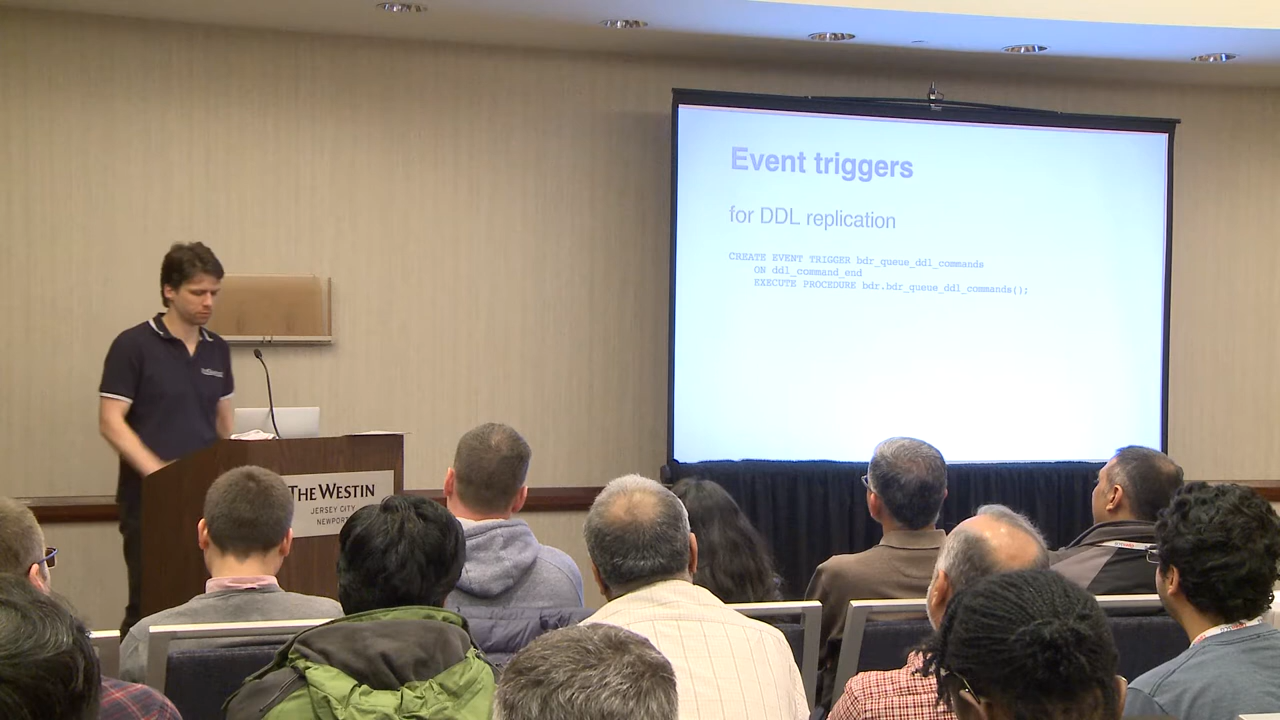 Event triggers
for DDL replication
CREATE EVENT TRIGGER bdr_queue_ddl_commands
ON ddl_command_end
EXECUTE PROCEDURE bdr.bdr_queue_ddl_commands();
THE WESTIN
JERSEY CITY
NEWPORT